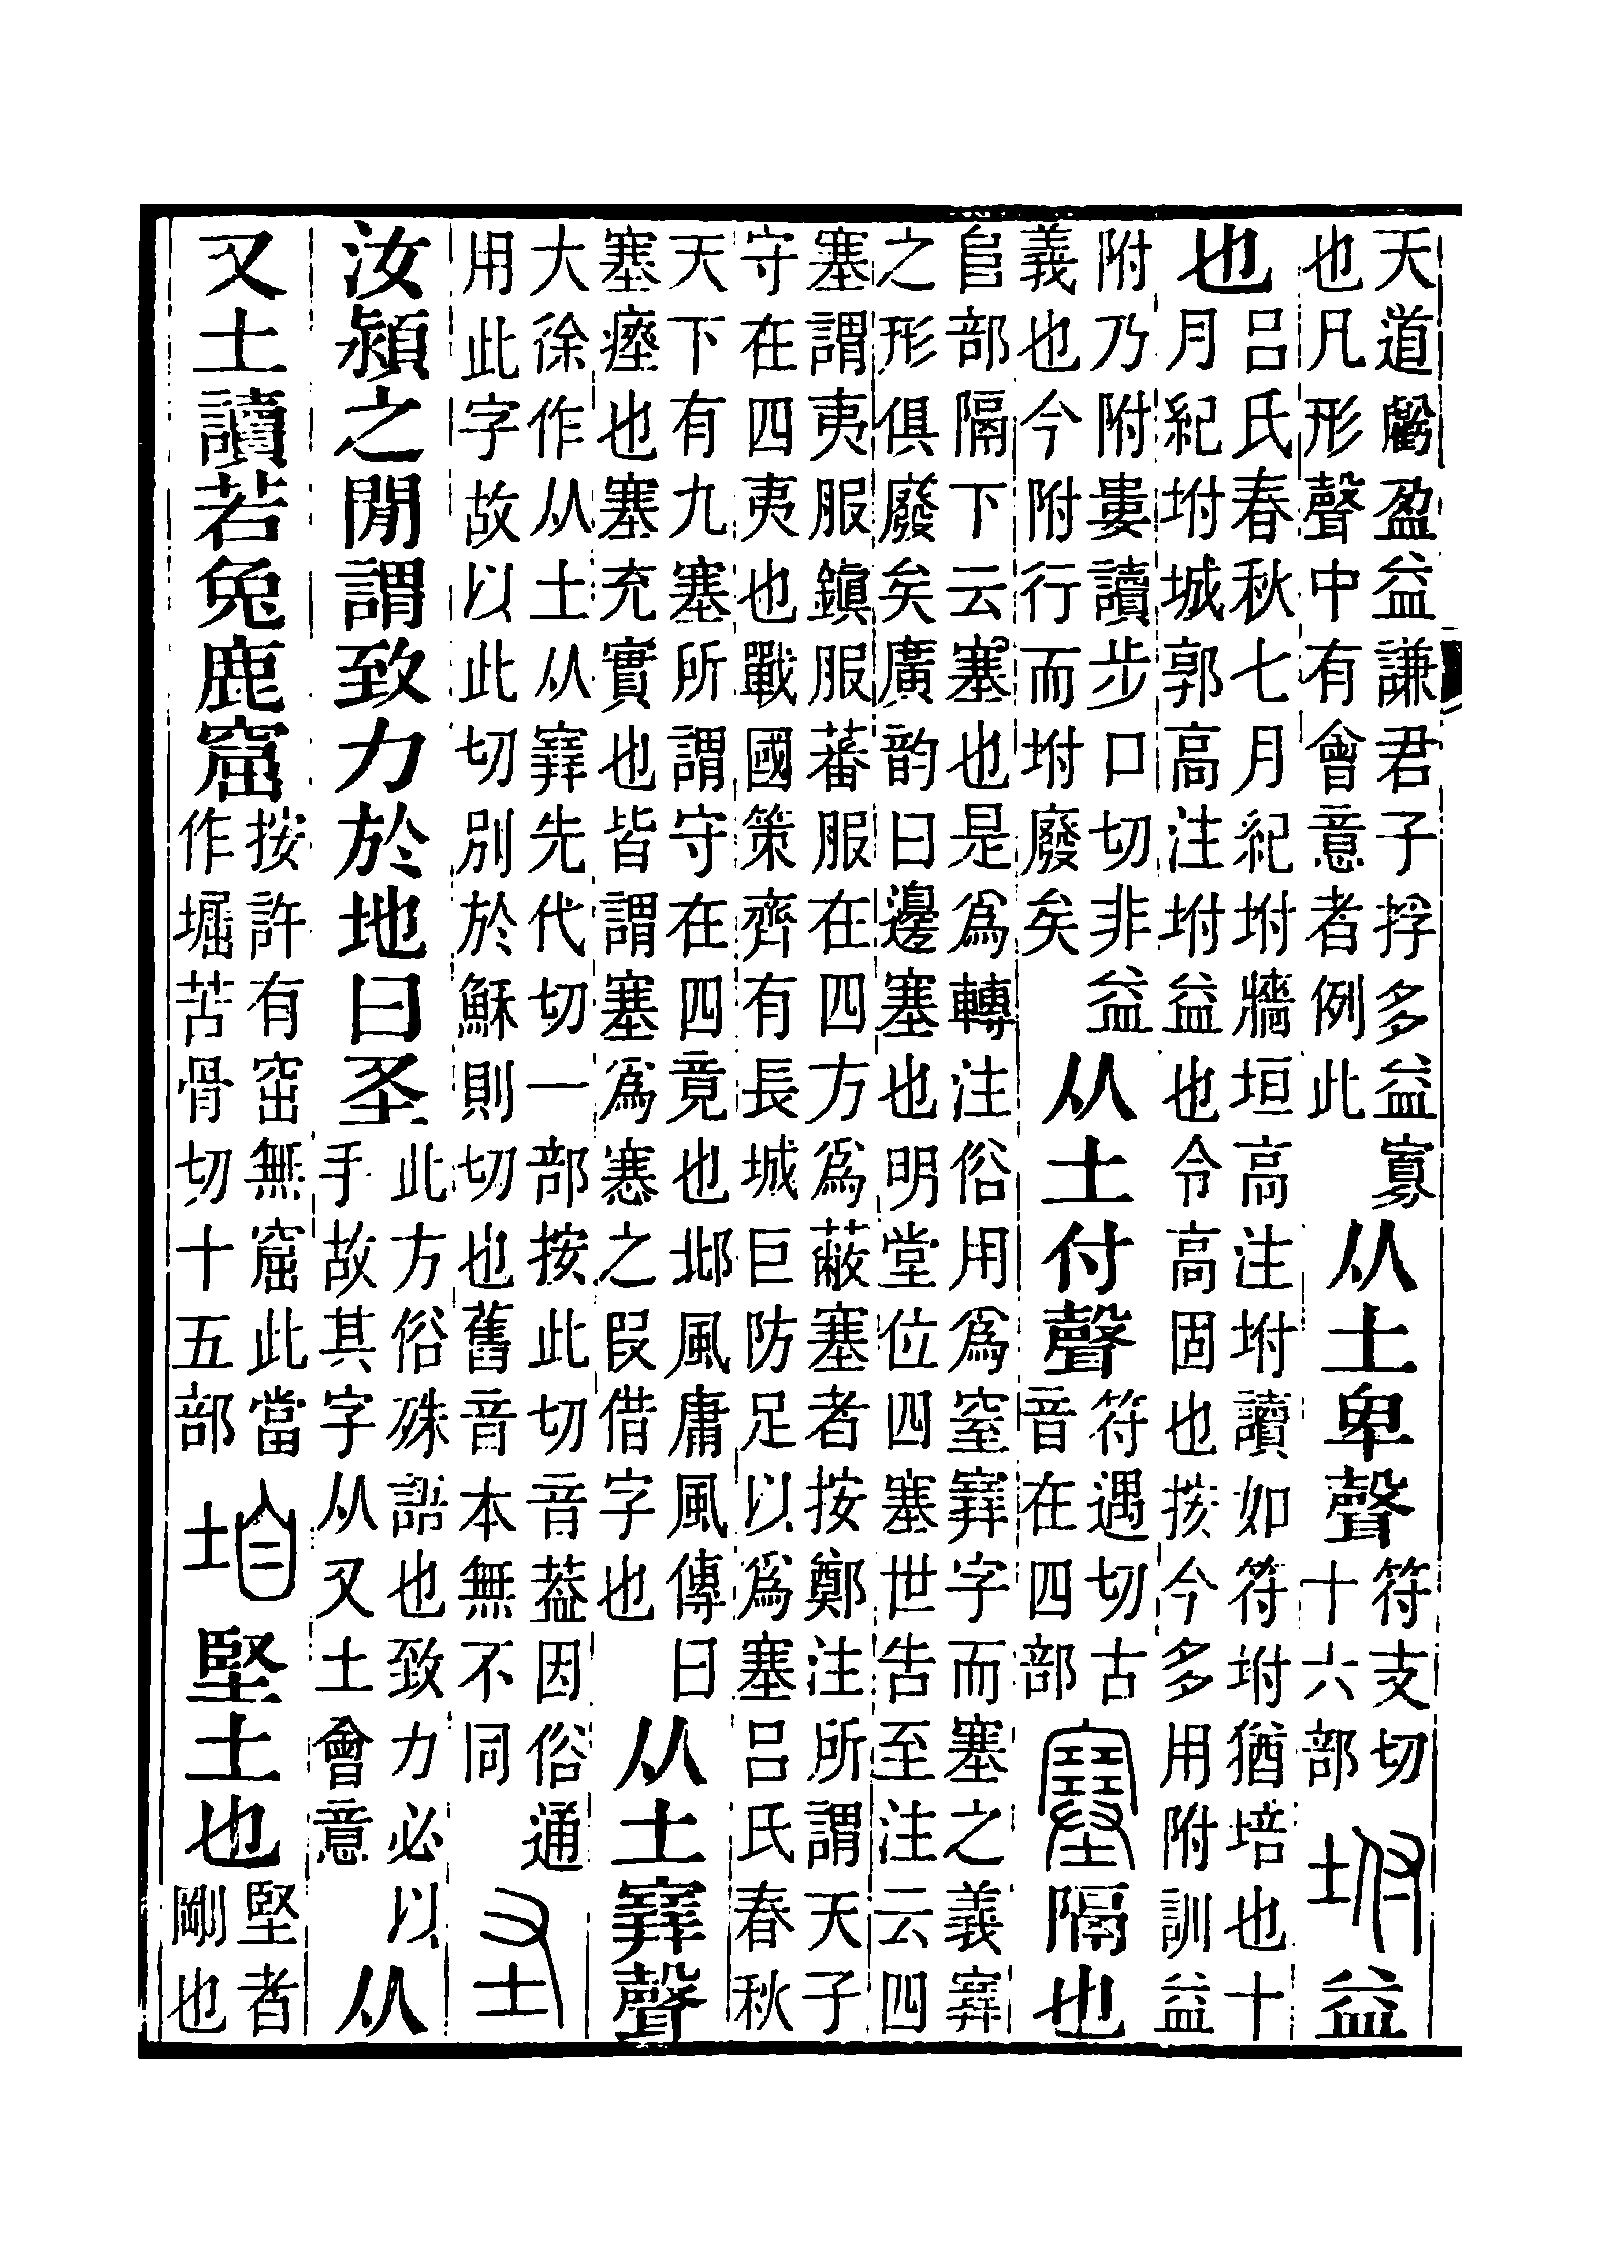 天道虧盈益謙君子捊多益寡
也凡形聲中有會意者例此
从土卑聲
符支切
十六部
坿益
也
呂氏春秋七月紀坿牆垣高注坿讀如符坿猶培也十
月紀坿城郭高注坿益也令高固也按今多用附訓益
附乃附婁讀步口切非益
義也今附行而坿廢矣
从土付聲
符遇切古
音在四部
塞隔也
𨸏部隔下云塞也是爲轉注俗用爲窒㝮字而塞之義㝮
之形俱廢矣廣韵曰邊塞也明堂位四塞世告至注云四
塞謂夷服鎭服蕃服在四方爲蔽塞者按鄭注所謂天子
守在四夷也戰國策齊有長城巨防足以爲塞呂氏春秋
天下有九塞所謂守在四竟也邶風庸風傳曰
塞瘞也塞充實也皆謂塞爲𡫳之叚借字也
从土㝮聲
大徐作从土从㝮先代切一部按此切音葢因俗通
用此字故以此切別於穌則切也舊音本無不同
圣
汝潁之閒謂致力於地曰圣
此方俗殊語也致力必以
手故其字从又土會意
从
又土讀若兔鹿窟
按許有窋無窟此當
作堀苦骨切十五部
垍堅土也
堅者
剛也